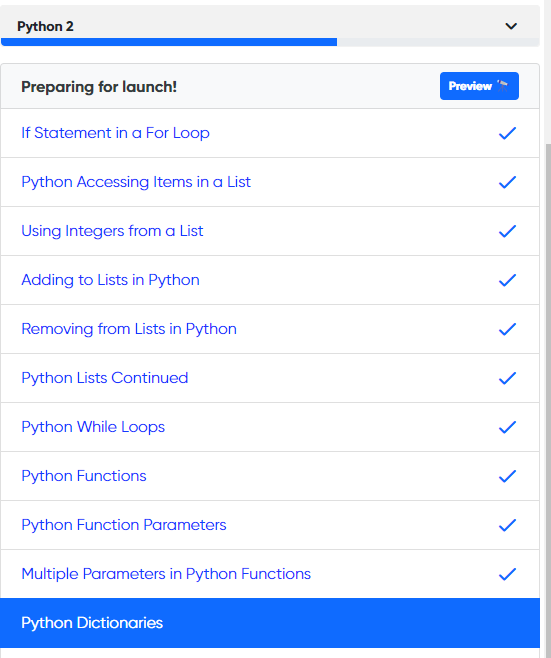 Python 2
Preparing for launch!
Preview
If Statement in a For Loop
Python Accessing Items in a List
Using Integers from a List
Adding to Lists in Python
Removing from Lists in Python
Python Lists Continued
Python While Loops
Python Functions
Python Function Parameters
Multiple Parameters in Python Functions
Python Dictionaries